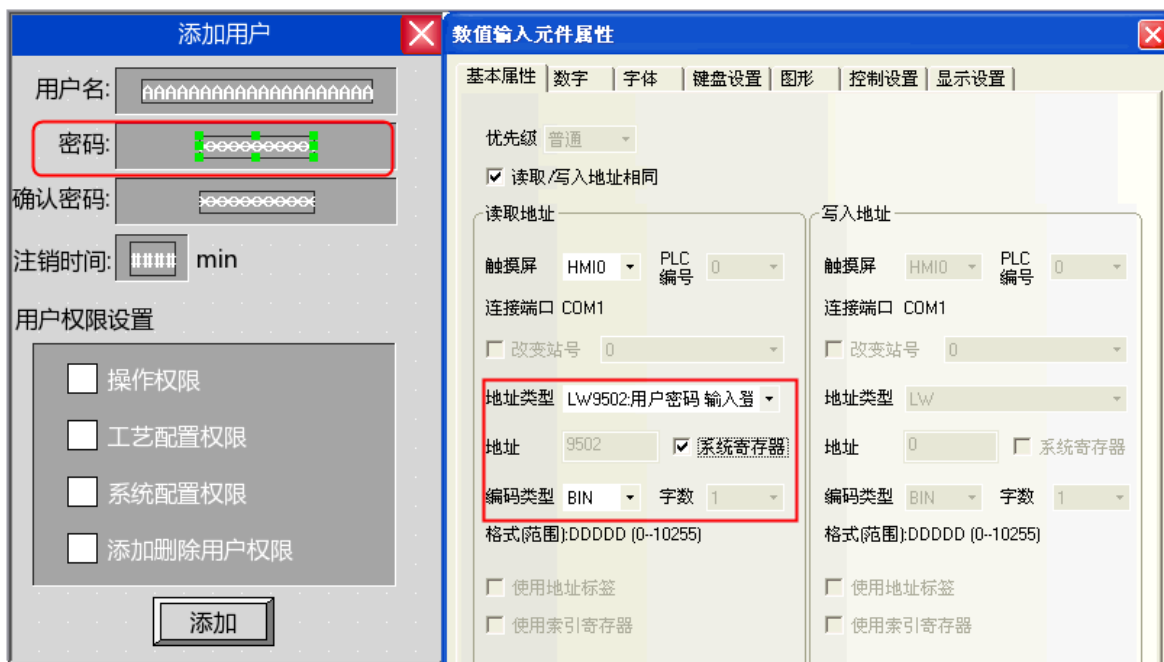 添加用户
用户名: AAAAAAAAAAAAAAAAAAAA
密码: **********
确认密码: **********
注销时间: #### min
用户权限设置
操作权限
工艺配置权限
系统配置权限
添加删除用户权限
添加
数值输入元件属性
基本属性 数字 字体 键盘设置 图形 控制设置 显示设置
优先级 普通
读取/写入地址相同
读取地址
触摸屏 HMI0 PLC编号 0
连接端口 COM1
改变站号 0
地址类型 LW9502:用户密码 输入登
地址 9502 系统寄存器
编码类型 BIN 字数 1
格式(范围):DDDDD (0--10255)
使用地址标签
使用索引寄存器
写入地址
触摸屏 HMI0 PLC编号 0
连接端口 COM1
改变站号 0
地址类型 LW
地址 0 系统寄存器
编码类型 BIN 字数 1
格式(范围):DDDDD (0--10255)
使用地址标签
使用索引寄存器